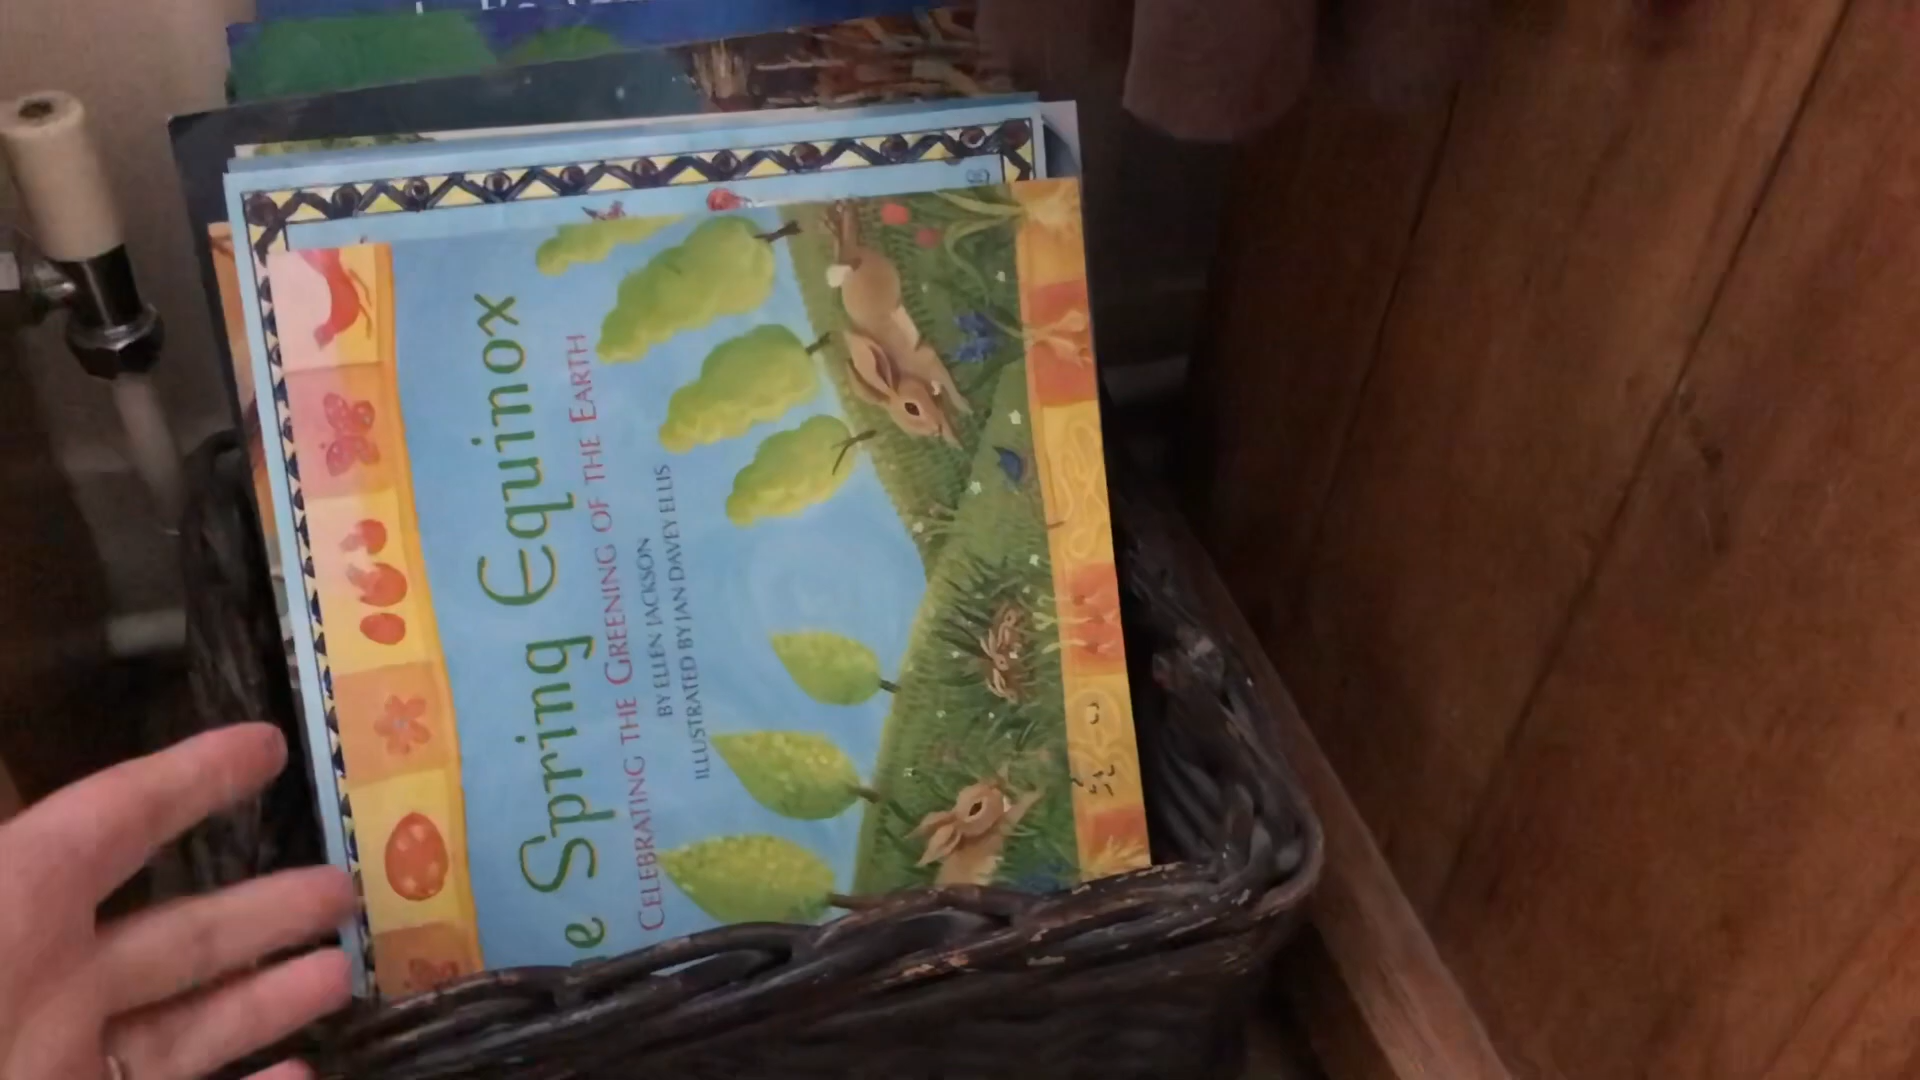 e Spring Equinox
CELEBRATING THE GREENING OF THE EARTH
BY ELLEN JACKSON
ILLUSTRATED BY JAN DAVEY ELLIS